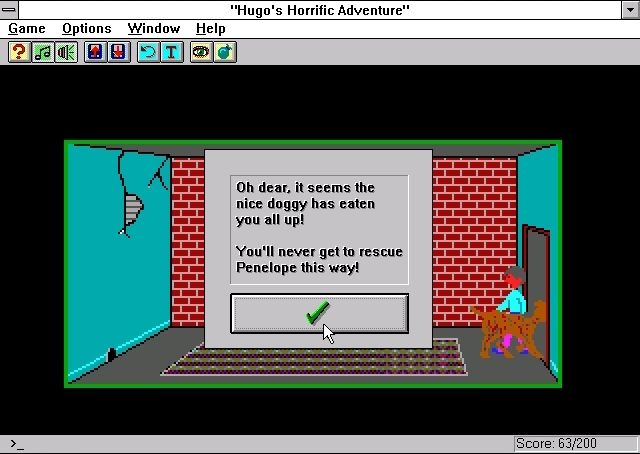 "Hugo's Horrific Adventure"
Game Options Window Help
? T
Oh dear, it seems the
nice doggy has eaten
you all up!
You'll never get to rescue
Penelope this way!
>_
Score: 63/200